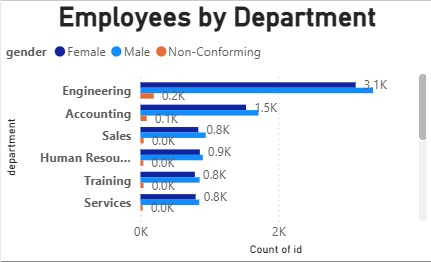 Employees by Department
gender Female Male Non-Conforming
Engineering 3.1K
0.2K
Accounting 1.5K
0.1K
Sales 0.8K
0.0K
Human Resou... 0.9K
0.0K
Training 0.8K
0.0K
Services 0.8K
0.0K
department
0K 2K
Count of id